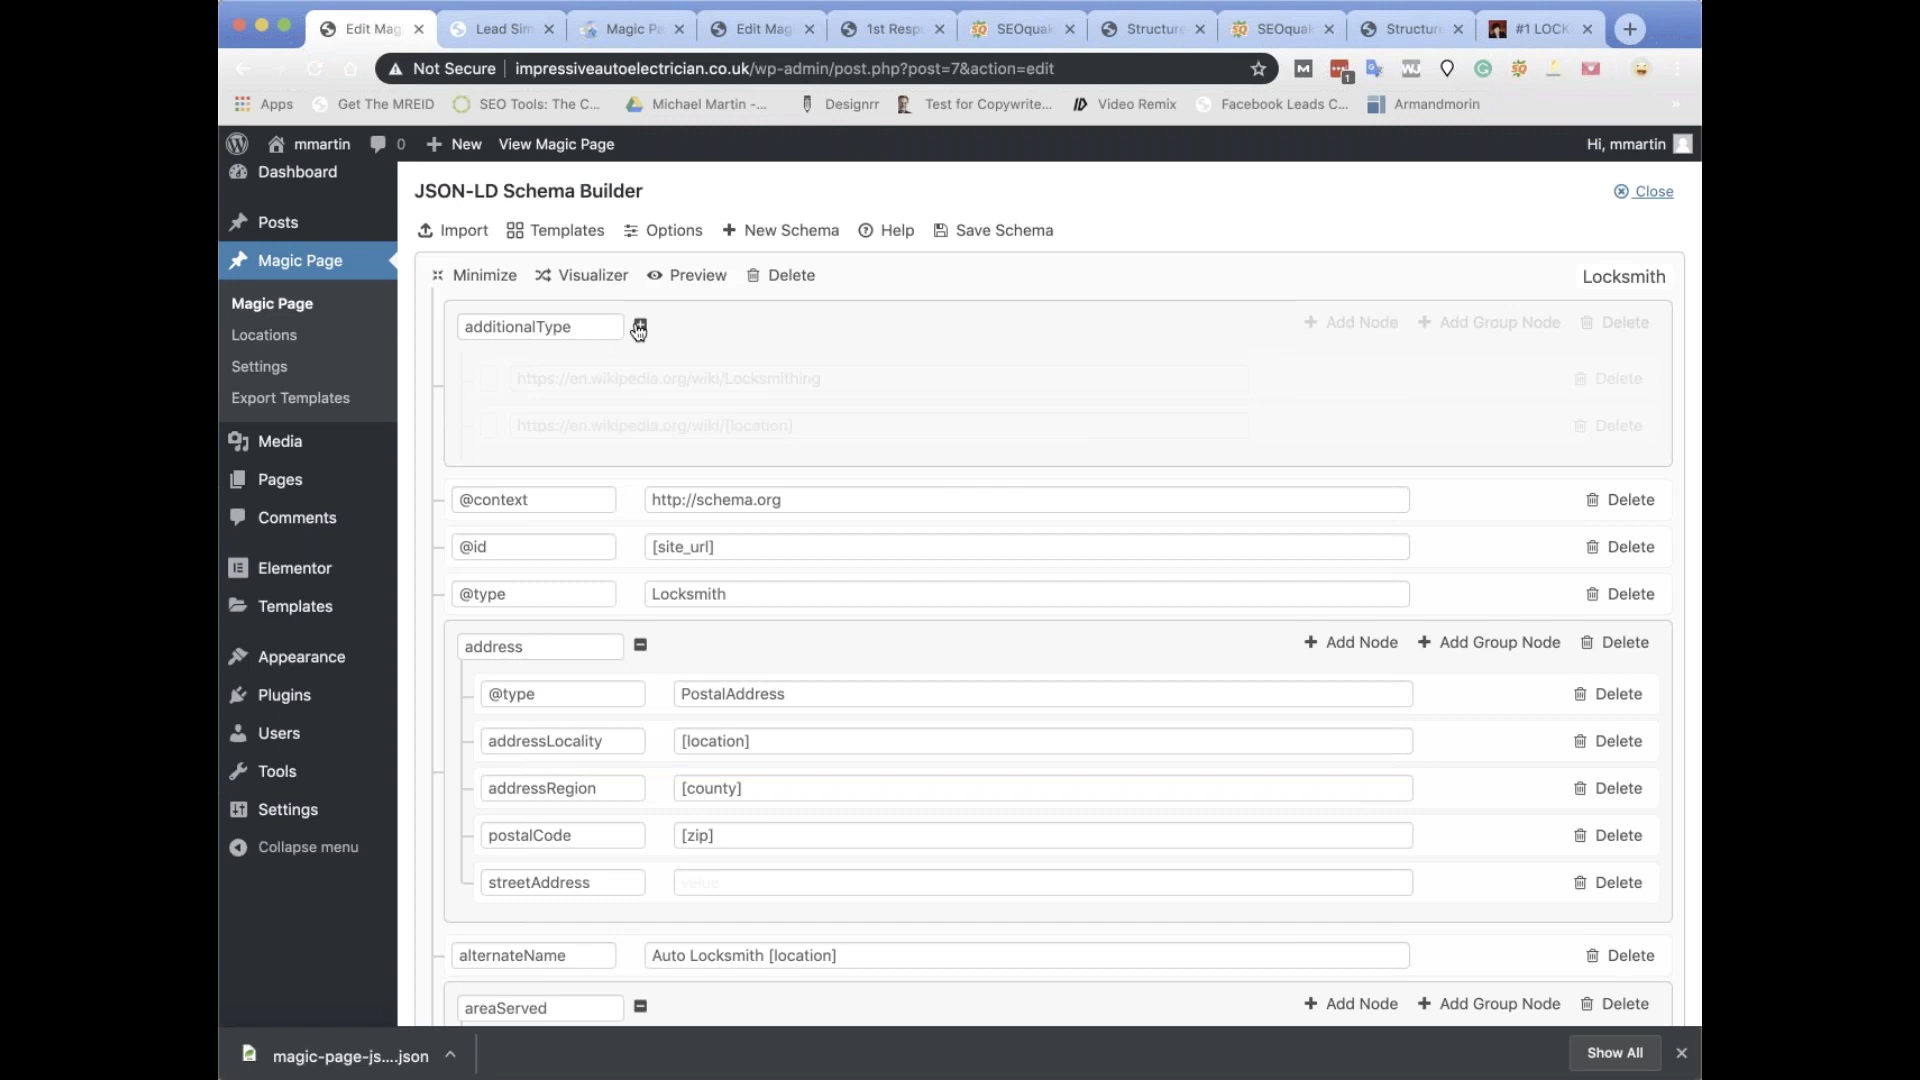 Edit Mag
Lead Sim
Magic Pa
Edit Mag
1st Resp
SEOquak
Structure
SEOquak
Structure
#1 LOCK
Not Secure
impressiveautoelectrician.co.uk/wp-admin/post.php?post=7&action=edit
Apps
Get The MREID
SEO Tools: The C...
Michael Martin -...
Designrr
Test for Copywrite...
Video Remix
Facebook Leads C...
Armandmorin
mmartin
0
New
View Magic Page
Hi, mmartin
Dashboard
Posts
Magic Page
Magic Page
Locations
Settings
Export Templates
Media
Pages
Comments
Elementor
Templates
Appearance
Plugins
Users
Tools
Settings
Collapse menu
JSON-LD Schema Builder
Close
Import
Templates
Options
New Schema
Help
Save Schema
Minimize
Visualizer
Preview
Delete
Locksmith
additionalType
Add Node
Add Group Node
Delete
https://en.wikipedia.org/wiki/Locksmithing
Delete
https://en.wikipedia.org/wiki/[location]
Delete
@context
http://schema.org
Delete
@id
[site_url]
Delete
@type
Locksmith
Delete
address
Add Node
Add Group Node
Delete
@type
PostalAddress
Delete
addressLocality
[location]
Delete
addressRegion
[county]
Delete
postalCode
[zip]
Delete
streetAddress
value
Delete
alternateName
Auto Locksmith [location]
Delete
areaServed
Add Node
Add Group Node
Delete
magic-page-js....json
Show All